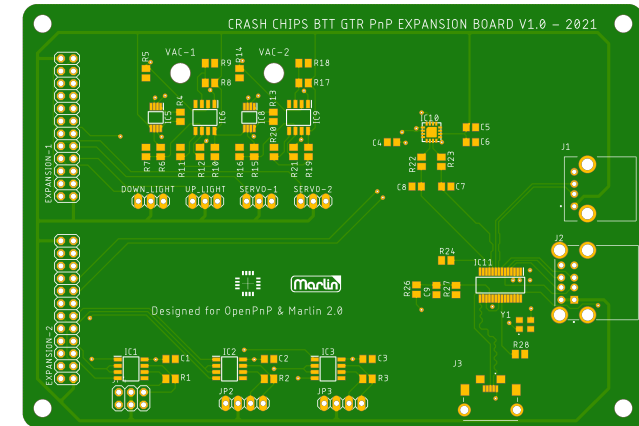 CRASH CHIPS BTT GTR PnP EXPANSION BOARD V1.0 - 2021
VAC-1
VAC-2
R5
R9
R14
R18
R8
R17
R4
IC5
IC6
R13
IC8
IC9
R20
R7
R6
R11
R12
R10
R16
R15
R21
R19
EXPANSION-1
DOWN_LIGHT
UP_LIGHT
SERVO-1
SERVO-2
IC10
C5
C4
C6
R22
R23
C8
C7
J1
J2
R24
IC11
R26
C9
R27
Y1
R28
J3
Marlin
Designed for OpenPnP & Marlin 2.0
EXPANSION-2
IC1
C1
R1
IC2
C2
R2
IC3
C3
R3
JP2
JP3